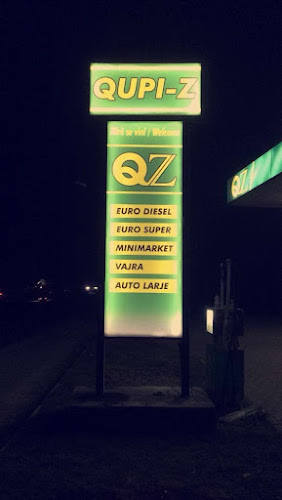 QUPI-Z
Mirë se vini / Welcome
QZ
EURO DIESEL
EURO SUPER
MINIMARKET
VAJRA
AUTO LARJE
QZ